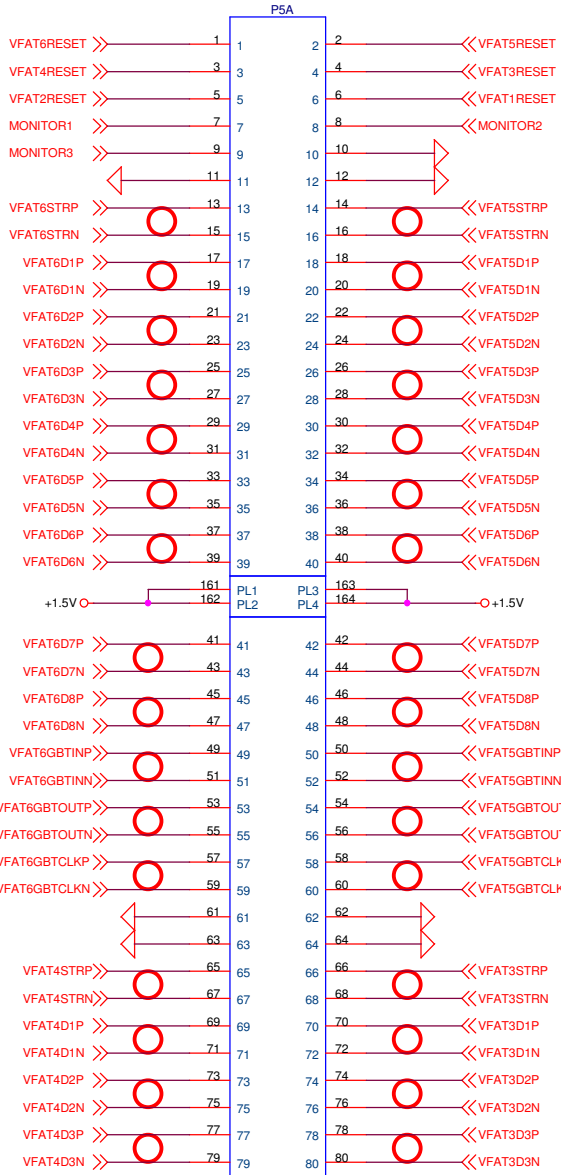 P5A
VFAT6RESET 1 1 2 2 VFAT5RESET
VFAT4RESET 3 3 4 4 VFAT3RESET
VFAT2RESET 5 5 6 6 VFAT1RESET
MONITOR1 7 7 8 8 MONITOR2
MONITOR3 9 9 10 10
11 11 12 12
VFAT6STRP 13 13 14 14 VFAT5STRP
VFAT6STRN 15 15 16 16 VFAT5STRN
VFAT6D1P 17 17 18 18 VFAT5D1P
VFAT6D1N 19 19 20 20 VFAT5D1N
VFAT6D2P 21 21 22 22 VFAT5D2P
VFAT6D2N 23 23 24 24 VFAT5D2N
VFAT6D3P 25 25 26 26 VFAT5D3P
VFAT6D3N 27 27 28 28 VFAT5D3N
VFAT6D4P 29 29 30 30 VFAT5D4P
VFAT6D4N 31 31 32 32 VFAT5D4N
VFAT6D5P 33 33 34 34 VFAT5D5P
VFAT6D5N 35 35 36 36 VFAT5D5N
VFAT6D6P 37 37 38 38 VFAT5D6P
VFAT6D6N 39 39 40 40 VFAT5D6N
161 PL1 PL3 163
+1.5V 162 PL2 PL4 164 +1.5V
VFAT6D7P 41 41 42 42 VFAT5D7P
VFAT6D7N 43 43 44 44 VFAT5D7N
VFAT6D8P 45 45 46 46 VFAT5D8P
VFAT6D8N 47 47 48 48 VFAT5D8N
VFAT6GBTINP 49 49 50 50 VFAT5GBTINP
VFAT6GBTINN 51 51 52 52 VFAT5GBTINN
VFAT6GBTOUTP 53 53 54 54 VFAT5GBTOU
VFAT6GBTOUTN 55 55 56 56 VFAT5GBTOU
VFAT6GBTCLKP 57 57 58 58 VFAT5GBTCLK
VFAT6GBTCLKN 59 59 60 60 VFAT5GBTCLK
61 61 62 62
63 63 64 64
VFAT4STRP 65 65 66 66 VFAT3STRP
VFAT4STRN 67 67 68 68 VFAT3STRN
VFAT4D1P 69 69 70 70 VFAT3D1P
VFAT4D1N 71 71 72 72 VFAT3D1N
VFAT4D2P 73 73 74 74 VFAT3D2P
VFAT4D2N 75 75 76 76 VFAT3D2N
VFAT4D3P 77 77 78 78 VFAT3D3P
VFAT4D3N 79 79 80 80 VFAT3D3N